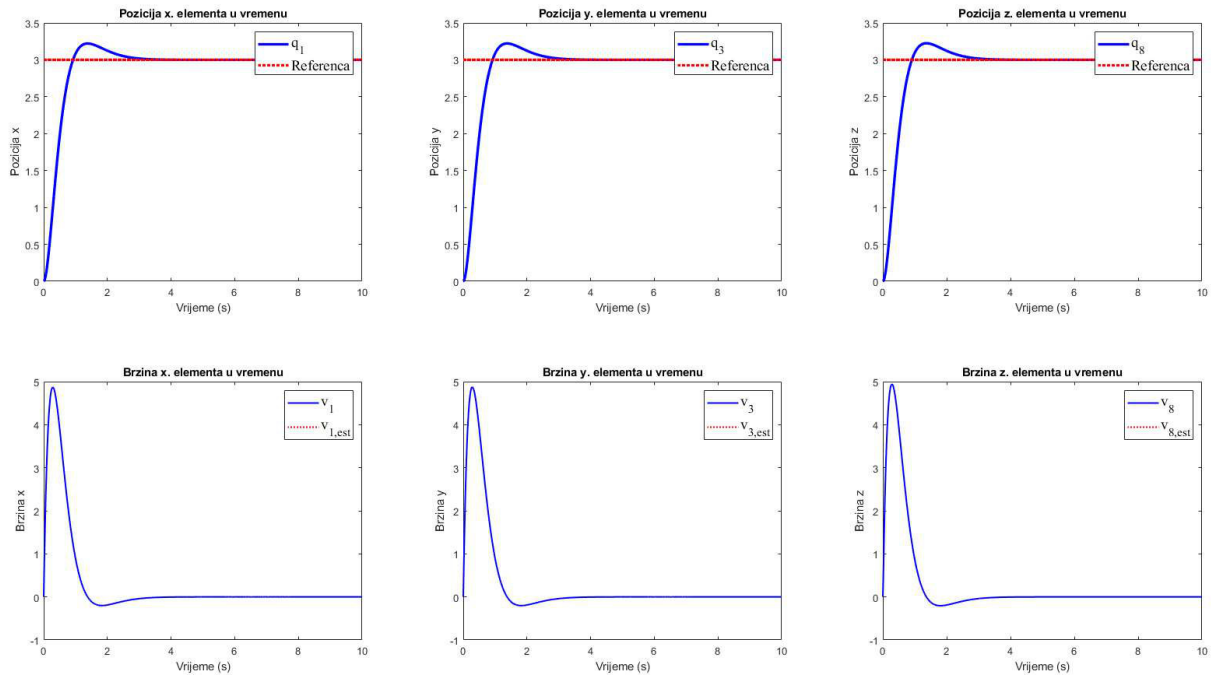 Pozicija x. elementa u vremenu
3.5
3
2.5
2
1.5
1
0.5
0
Pozicija x
q1
Referenca
0 2 4 6 8 10
Vrijeme (s)
Pozicija y. elementa u vremenu
3.5
3
2.5
2
1.5
1
0.5
0
Pozicija y
q3
Referenca
0 2 4 6 8 10
Vrijeme (s)
Pozicija z. elementa u vremenu
3.5
3
2.5
2
1.5
1
0.5
0
Pozicija z
q8
Referenca
0 2 4 6 8 10
Vrijeme (s)
Brzina x. elementa u vremenu
5
4
3
2
1
0
-1
Brzina x
v1
v1,est
0 2 4 6 8 10
Vrijeme (s)
Brzina y. elementa u vremenu
5
4
3
2
1
0
-1
Brzina y
v3
v3,est
0 2 4 6 8 10
Vrijeme (s)
Brzina z. elementa u vremenu
5
4
3
2
1
0
-1
Brzina z
v8
v8,est
0 2 4 6 8 10
Vrijeme (s)